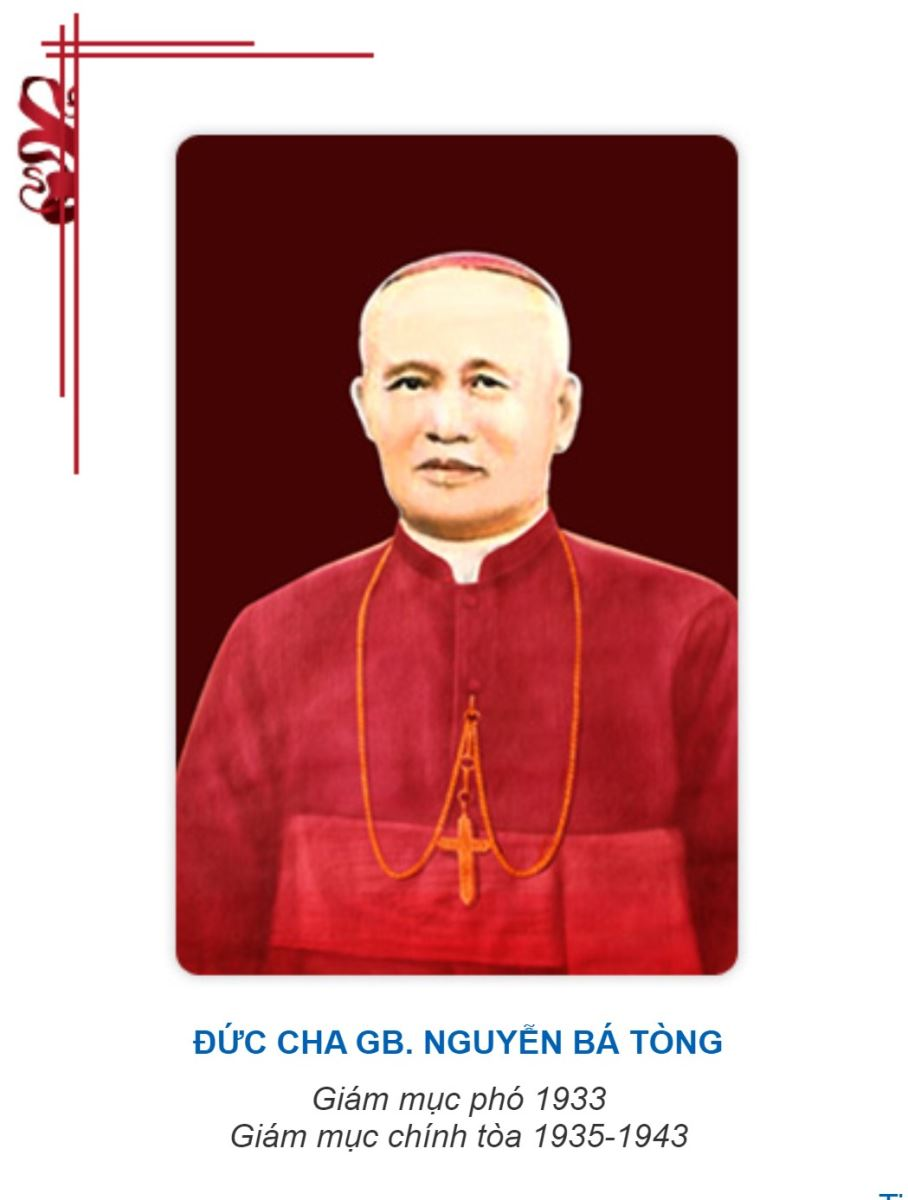 ĐỨC CHA GB. NGUYỄN BÁ TÒNG
Giám mục phó 1933
Giám mục chính tòa 1935-1943